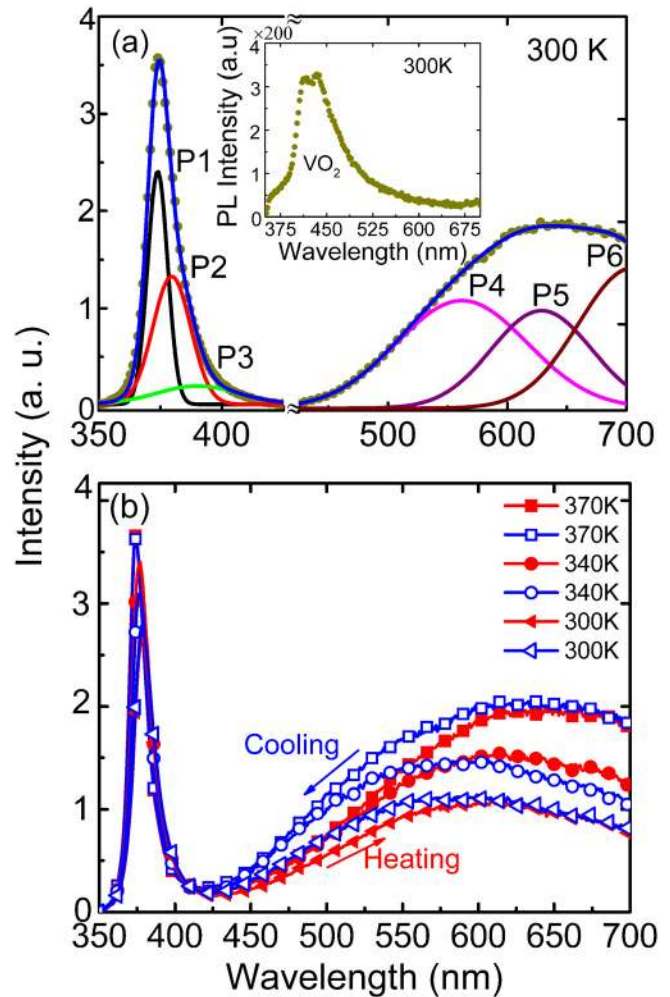 (a)
300 K
P1
P2
P3
P4
P5
P6
0
1
2
3
4
350
400
500
600
700
≈
≈
×200
PL Intensity (a.u)
300K
VO₂
0
1
2
3
4
375
450
525
600
675
Wavelength (nm)
Intensity (a. u.)
(b)
370K
370K
340K
340K
300K
300K
Cooling
Heating
0
1
2
3
4
350
400
450
500
550
600
650
700
Wavelength (nm)